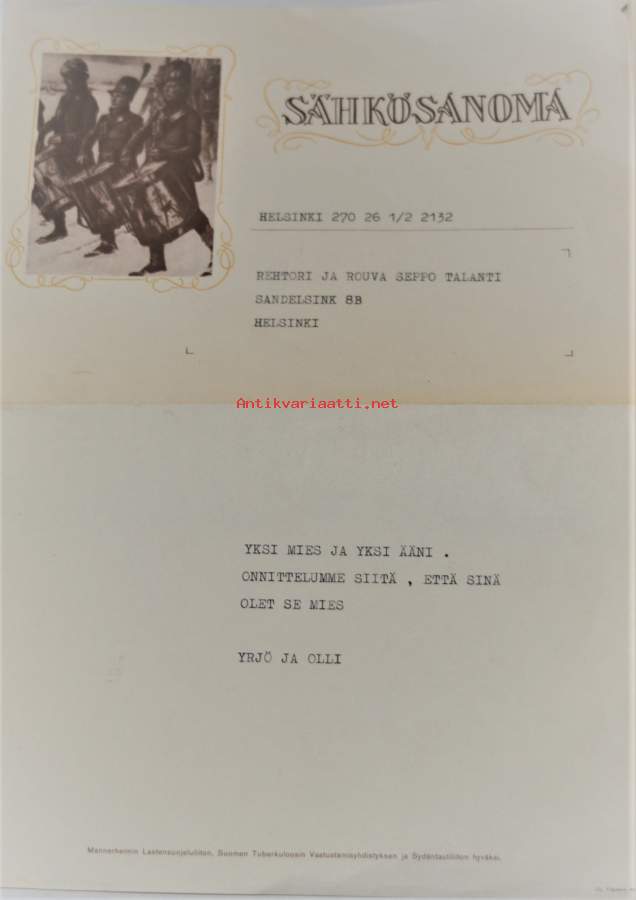 SÄHKÖSANOMA
HELSINKI 270 26 1/2 2132
REHTORI JA ROUVA SEPPO TALANTI
SANDELSINK 8B
HELSINKI
Antikvariaatti.net
YKSI MIES JA YKSI ÄÄNI .
ONNITTELUMME SIITÄ , ETTÄ SINÄ
OLET SE MIES
YRJÖ JA OLLI
Mannerheimin Lastensuojeluliiton, Suomen Tuberkuloosin Vastustamisyhdistyksen ja Sydäntautiliiton hyväksi.